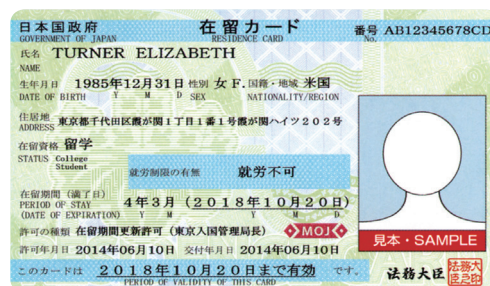 日本国政府 在留カード 番号 AB12345678CD
GOVERNMENT OF JAPAN RESIDENCE CARD No.
氏名 TURNER ELIZABETH
NAME
生年月日 1985年12月31日 性別 女 F. 国籍・地域 米国
DATE OF BIRTH Y M D SEX NATIONALITY/REGION
住居地 東京都千代田区霞が関1丁目1番1号霞が関ハイツ202号
ADDRESS
在留資格 留学
STATUS College Student
就労制限の有無 就労不可
在留期間(満了日) 4年3月(2018年10月20日)
PERIOD OF STAY
(DATE OF EXPIRATION) Y M Y M D
許可の種類 在留期間更新許可(東京入国管理局長) MOJ
見本・SAMPLE
許可年月日 2014年06月10日 交付年月日 2014年06月10日
このカードは 2018年10月20日まで有効 です。
PERIOD OF VALIDITY OF THIS CARD
法務大臣